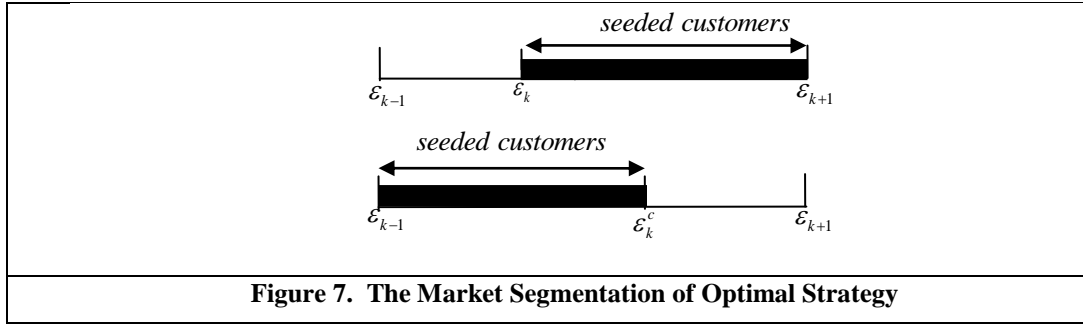 seeded customers
ε_{k−1} ε_k ε_{k+1}
seeded customers
ε_{k−1} ε_k^c ε_{k+1}
Figure 7. The Market Segmentation of Optimal Strategy